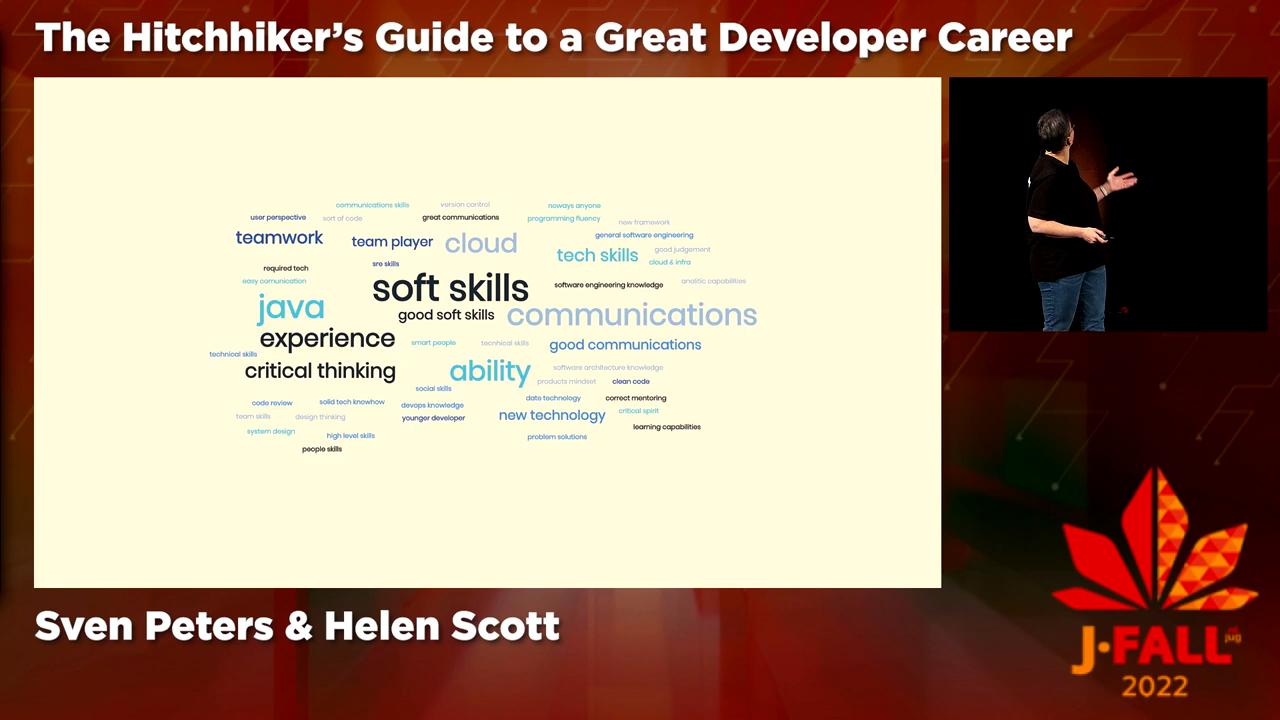 The Hitchhiker's Guide to a Great Developer Career
communications skills
version control
noways anyone
user perspective
sort of code
great communications
programming fluency
new framework
teamwork
team player
cloud
general software engineering
tech skills
good judgement
required tech
sre skills
cloud & infra
easy comunication
soft skills
software engineering knowledge
analitic capabilities
java
good soft skills
communications
experience
smart people
tecnhical skills
good communications
technical skills
critical thinking
ability
software architecture knowledge
social skills
products mindset
clean code
code review
solid tech knowhow
devops knowledge
date technology
correct mentoring
team skills
design thinking
younger developer
new technology
critical spirit
system design
high level skills
problem solutions
learning capabilities
people skills
Sven Peters & Helen Scott
J-FALL
nljug
2022